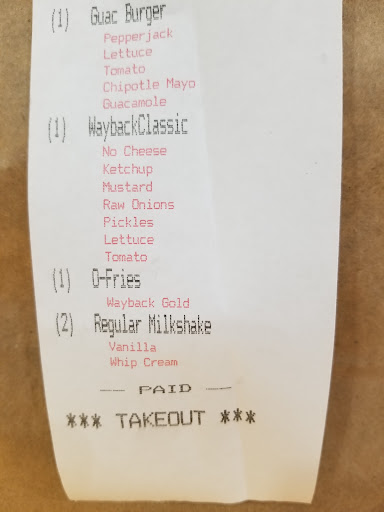 (1) Guac Burger
Pepperjack
Lettuce
Tomato
Chipotle Mayo
Guacamole
(1) WaybackClassic
No Cheese
Ketchup
Mustard
Raw Onions
Pickles
Lettuce
Tomato
(1) O-Fries
Wayback Gold
(2) Regular Milkshake
Vanilla
Whip Cream
-- PAID --
*** TAKEOUT ***